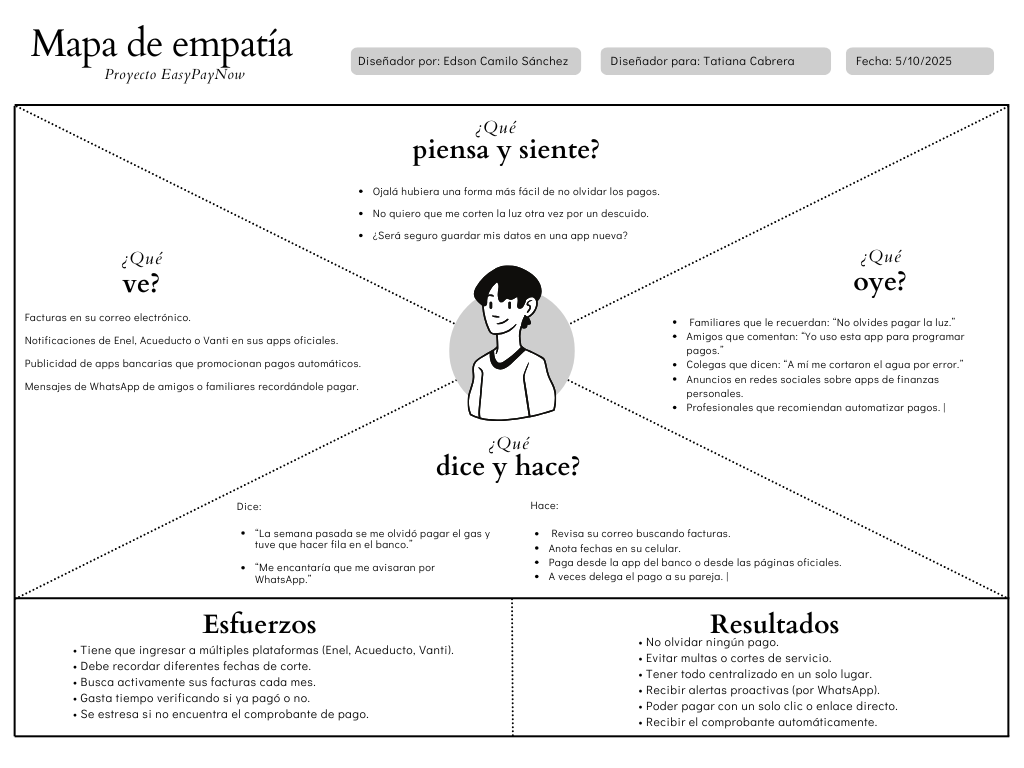 Mapa de empatía
Proyecto EasyPayNow
Diseñador por: Edson Camilo Sánchez
Diseñador para: Tatiana Cabrera
Fecha: 5/10/2025
¿Qué
piensa y siente?
• Ojalá hubiera una forma más fácil de no olvidar los pagos.
• No quiero que me corten la luz otra vez por un descuido.
• ¿Será seguro guardar mis datos en una app nueva?
¿Qué
ve?
Facturas en su correo electrónico.
Notificaciones de Enel, Acueducto o Vanti en sus apps oficiales.
Publicidad de apps bancarias que promocionan pagos automáticos.
Mensajes de WhatsApp de amigos o familiares recordándole pagar.
¿Qué
oye?
• Familiares que le recuerdan: “No olvides pagar la luz.”
• Amigos que comentan: “Yo uso esta app para programar
pagos.”
• Colegas que dicen: “A mí me cortaron el agua por error.”
• Anuncios en redes sociales sobre apps de finanzas
personales.
• Profesionales que recomiendan automatizar pagos. |
¿Qué
dice y hace?
Dice:
• “La semana pasada se me olvidó pagar el gas y
tuve que hacer fila en el banco.”
• “Me encantaría que me avisaran por
WhatsApp.”
Hace:
• Revisa su correo buscando facturas.
• Anota fechas en su celular.
• Paga desde la app del banco o desde las páginas oficiales.
• A veces delega el pago a su pareja. |
Esfuerzos
• Tiene que ingresar a múltiples plataformas (Enel, Acueducto, Vanti).
• Debe recordar diferentes fechas de corte.
• Busca activamente sus facturas cada mes.
• Gasta tiempo verificando si ya pagó o no.
• Se estresa si no encuentra el comprobante de pago.
Resultados
• No olvidar ningún pago.
• Evitar multas o cortes de servicio.
• Tener todo centralizado en un solo lugar.
• Recibir alertas proactivas (por WhatsApp).
• Poder pagar con un solo clic o enlace directo.
• Recibir el comprobante automáticamente.